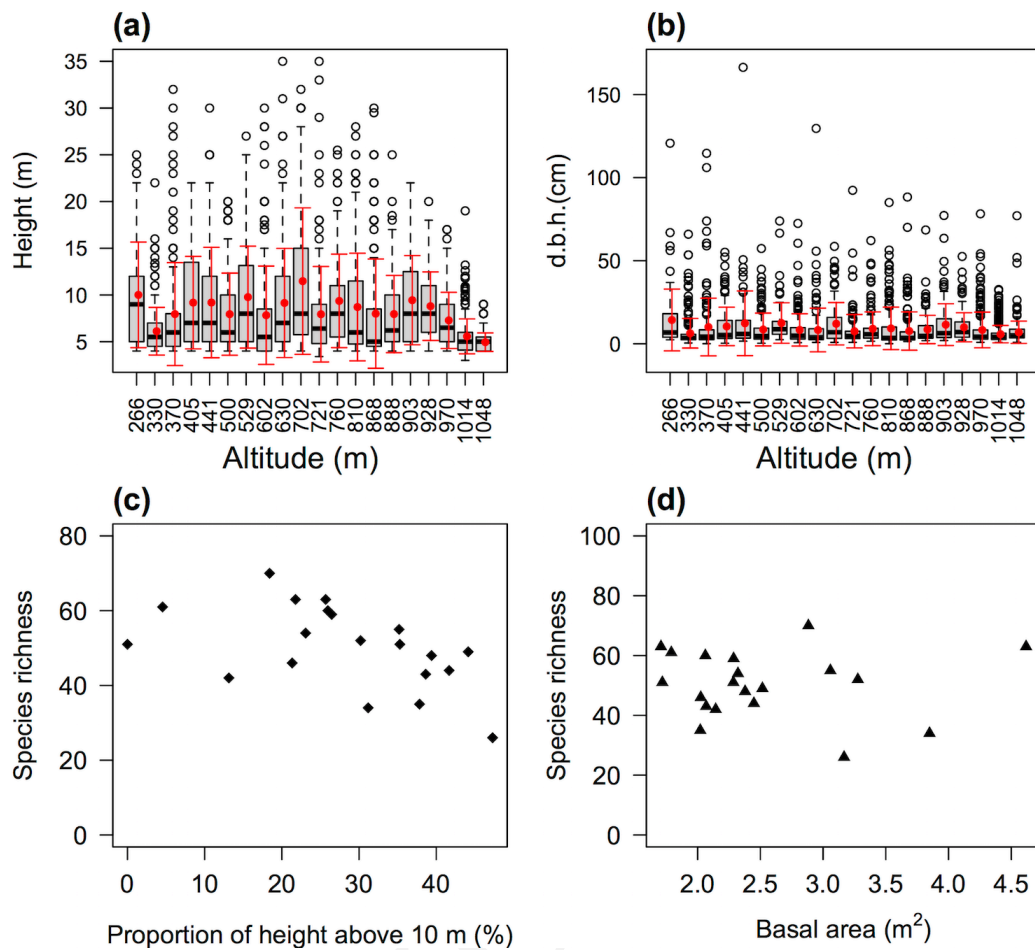 (a)
35
30
25
20
15
10
5
Height (m)
266 330 370 405 441 500 529 602 630 702 721 760 810 868 888 903 928 970 1014 1048
Altitude (m)
(b)
150
100
50
0
d.b.h.(cm)
266 330 370 405 441 500 529 602 630 702 721 760 810 868 888 903 928 970 1014 1048
Altitude (m)
(c)
80
60
40
20
0
Species richness
0 10 20 30 40
Proportion of height above 10 m (%)
(d)
100
80
60
40
20
0
Species richness
2.0 2.5 3.0 3.5 4.0 4.5
Basal area (m²)